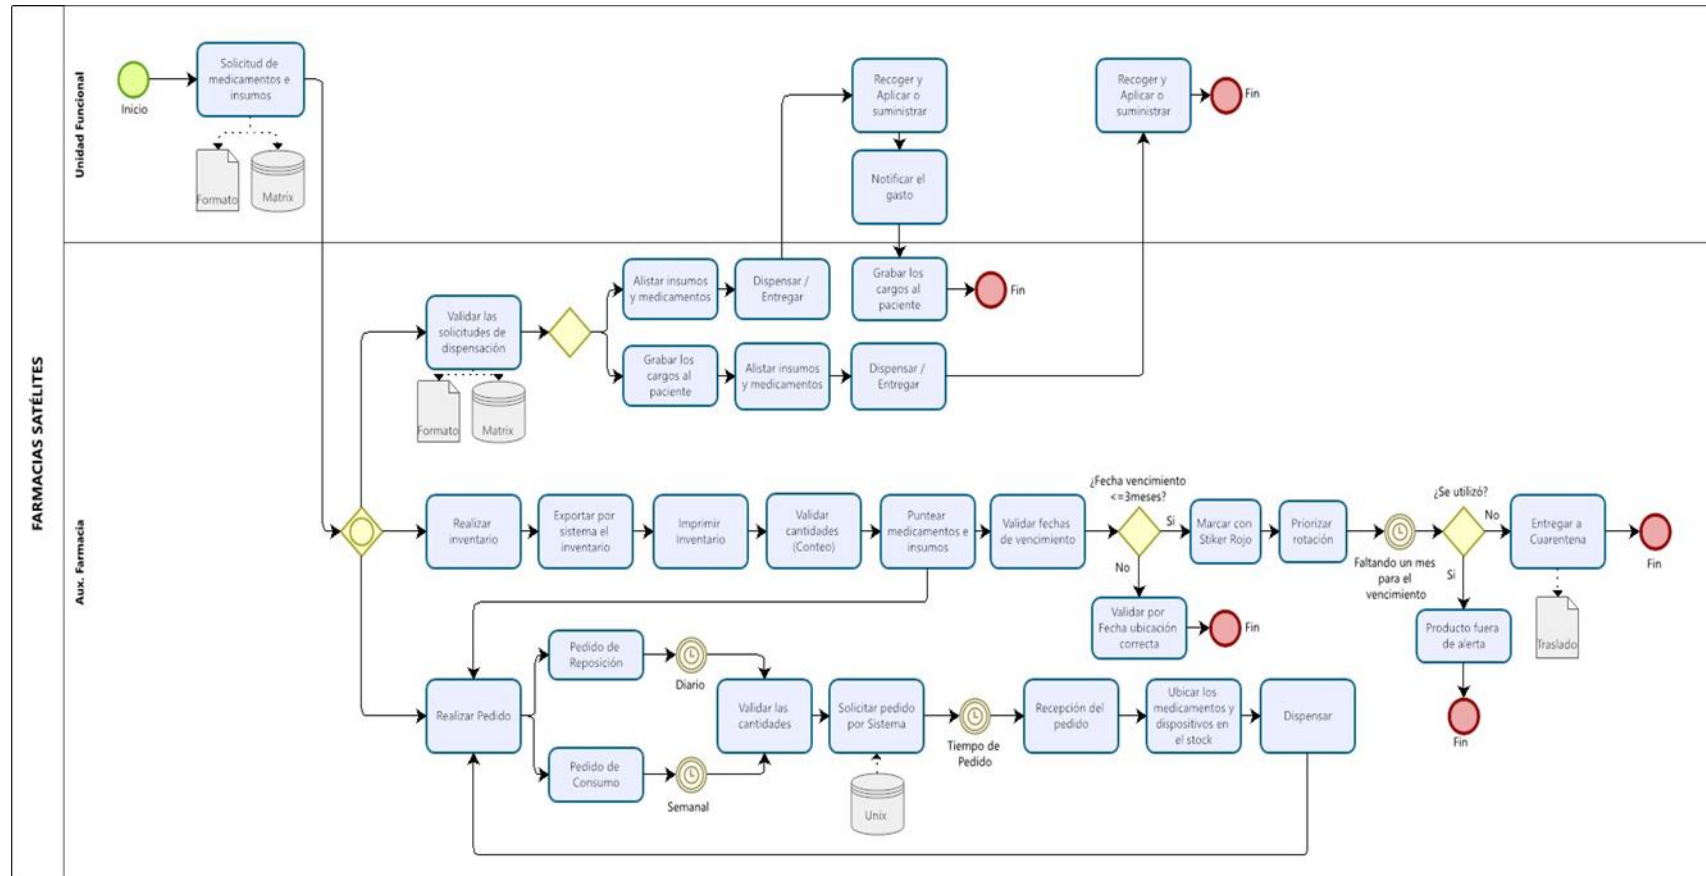 FARMACIAS SATÉLITES
Unidad Funcional
Inicio
Solicitud de
medicamentos e
insumos
Formato
Matrix
Recoger y
Aplicar o
suministrar
Notificar el
gasto
Recoger y
Aplicar o
suministrar
Fin
Aux. Farmacia
Validar las
solicitudes de
dispensación
Formato
Matrix
Alistar insumos
y medicamentos
Dispensar /
Entregar
Grabar los
cargos al
paciente
Fin
Grabar los
cargos al
paciente
Alistar insumos
y medicamentos
Dispensar /
Entregar
Realizar
inventario
Exportar por
sistema el
inventario
Imprimir
Inventario
Validar
cantidades
(Conteo)
Puntear
medicamentos e
insumos
Validar fechas
de vencimiento
¿Fecha vencimiento
<=3meses?
Si
No
Marcar con
Stiker Rojo
Priorizar
rotación
Faltando un mes
para el
vencimiento
¿Se utilizó?
No
Si
Entregar a
Cuarentena
Fin
Traslado
Validar por
Fecha ubicación
correcta
Fin
Producto fuera
de alerta
Fin
Realizar Pedido
Pedido de
Reposición
Diario
Pedido de
Consumo
Semanal
Validar las
cantidades
Solicitar pedido
por Sistema
Unix
Tiempo de
Pedido
Recepción del
pedido
Ubicar los
medicamentos y
dispositivos en
el stock
Dispensar